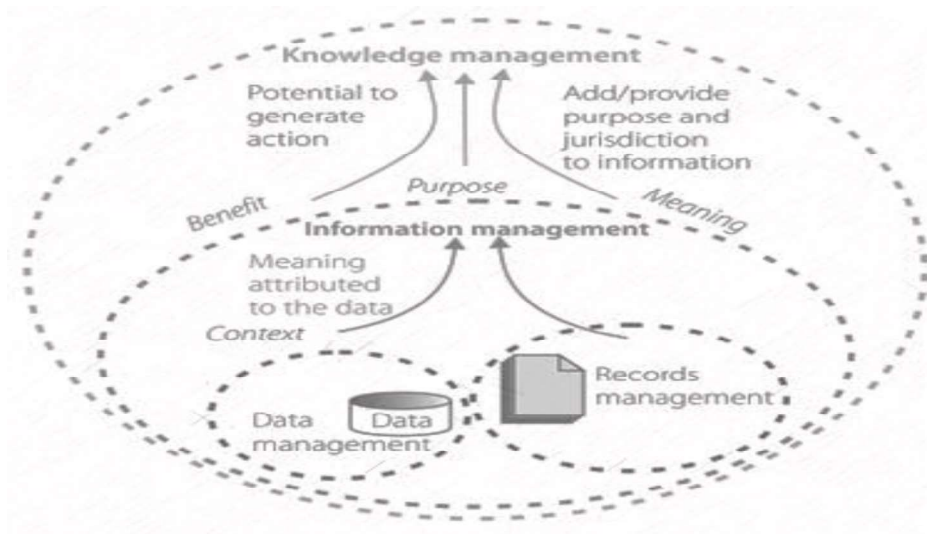 Knowledge management
Potential to
generate
action
Add/provide
purpose and
jurisdiction
to information
Benefit
Purpose
Meaning
Information management
Meaning
attributed
to the data
Context
Data
management
Data
Records
management